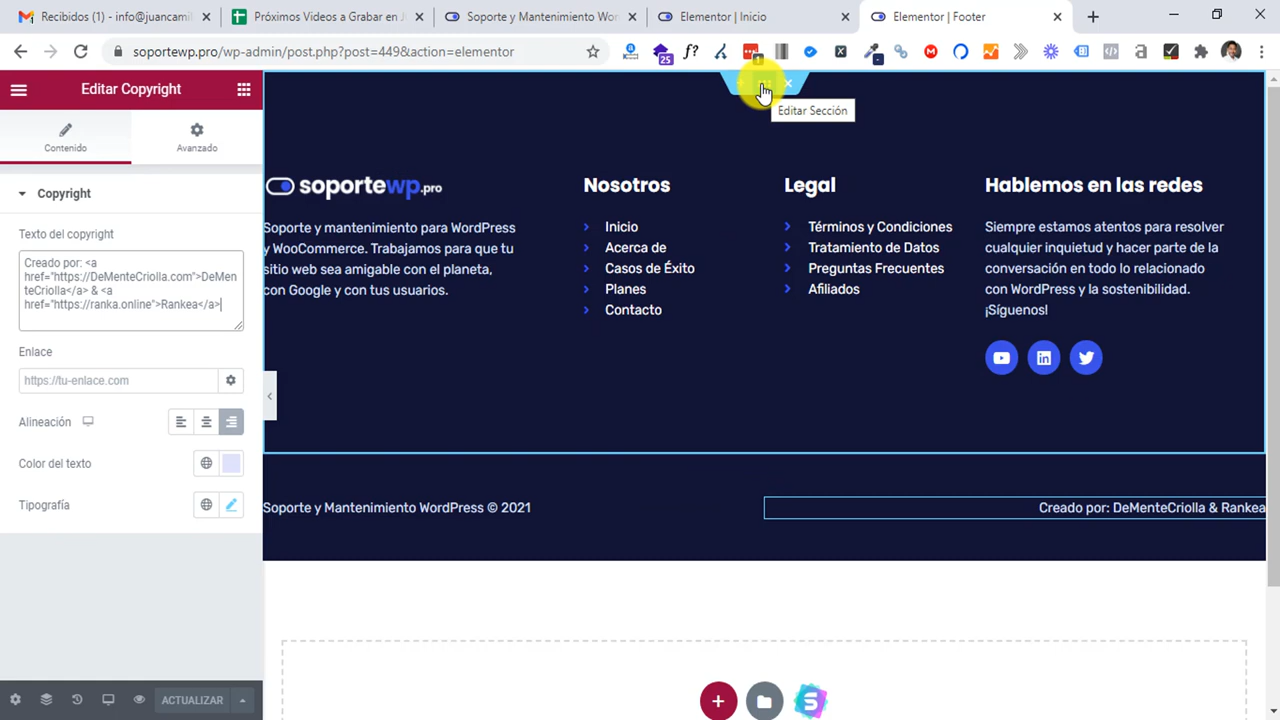 Recibidos (1) - info@juancami
Próximos Videos a Grabar en J
Soporte y Mantenimiento Wor
Elementor | Inicio
Elementor | Footer
soportewp.pro/wp-admin/post.php?post=449&action=elementor
25
1
Editar Copyright
Editar Sección
Contenido
Avanzado
Copyright
Texto del copyright
Creado por: <a
href="https://DeMenteCriolla.com">DeMen
teCriolla</a> & <a
href="https://ranka.online">Rankea</a>
Enlace
https://tu-enlace.com
Alineación
Color del texto
Tipografía
ACTUALIZAR
soportewp.pro
Soporte y mantenimiento para WordPress
y WooCommerce. Trabajamos para que tu
sitio web sea amigable con el planeta,
con Google y con tus usuarios.
Nosotros
Inicio
Acerca de
Casos de Éxito
Planes
Contacto
Legal
Términos y Condiciones
Tratamiento de Datos
Preguntas Frecuentes
Afiliados
Hablemos en las redes
Siempre estamos atentos para resolver
cualquier inquietud y hacer parte de la
conversación en todo lo relacionado
con WordPress y la sostenibilidad.
¡Síguenos!
Soporte y Mantenimiento WordPress © 2021
Creado por: DeMenteCriolla & Rankea